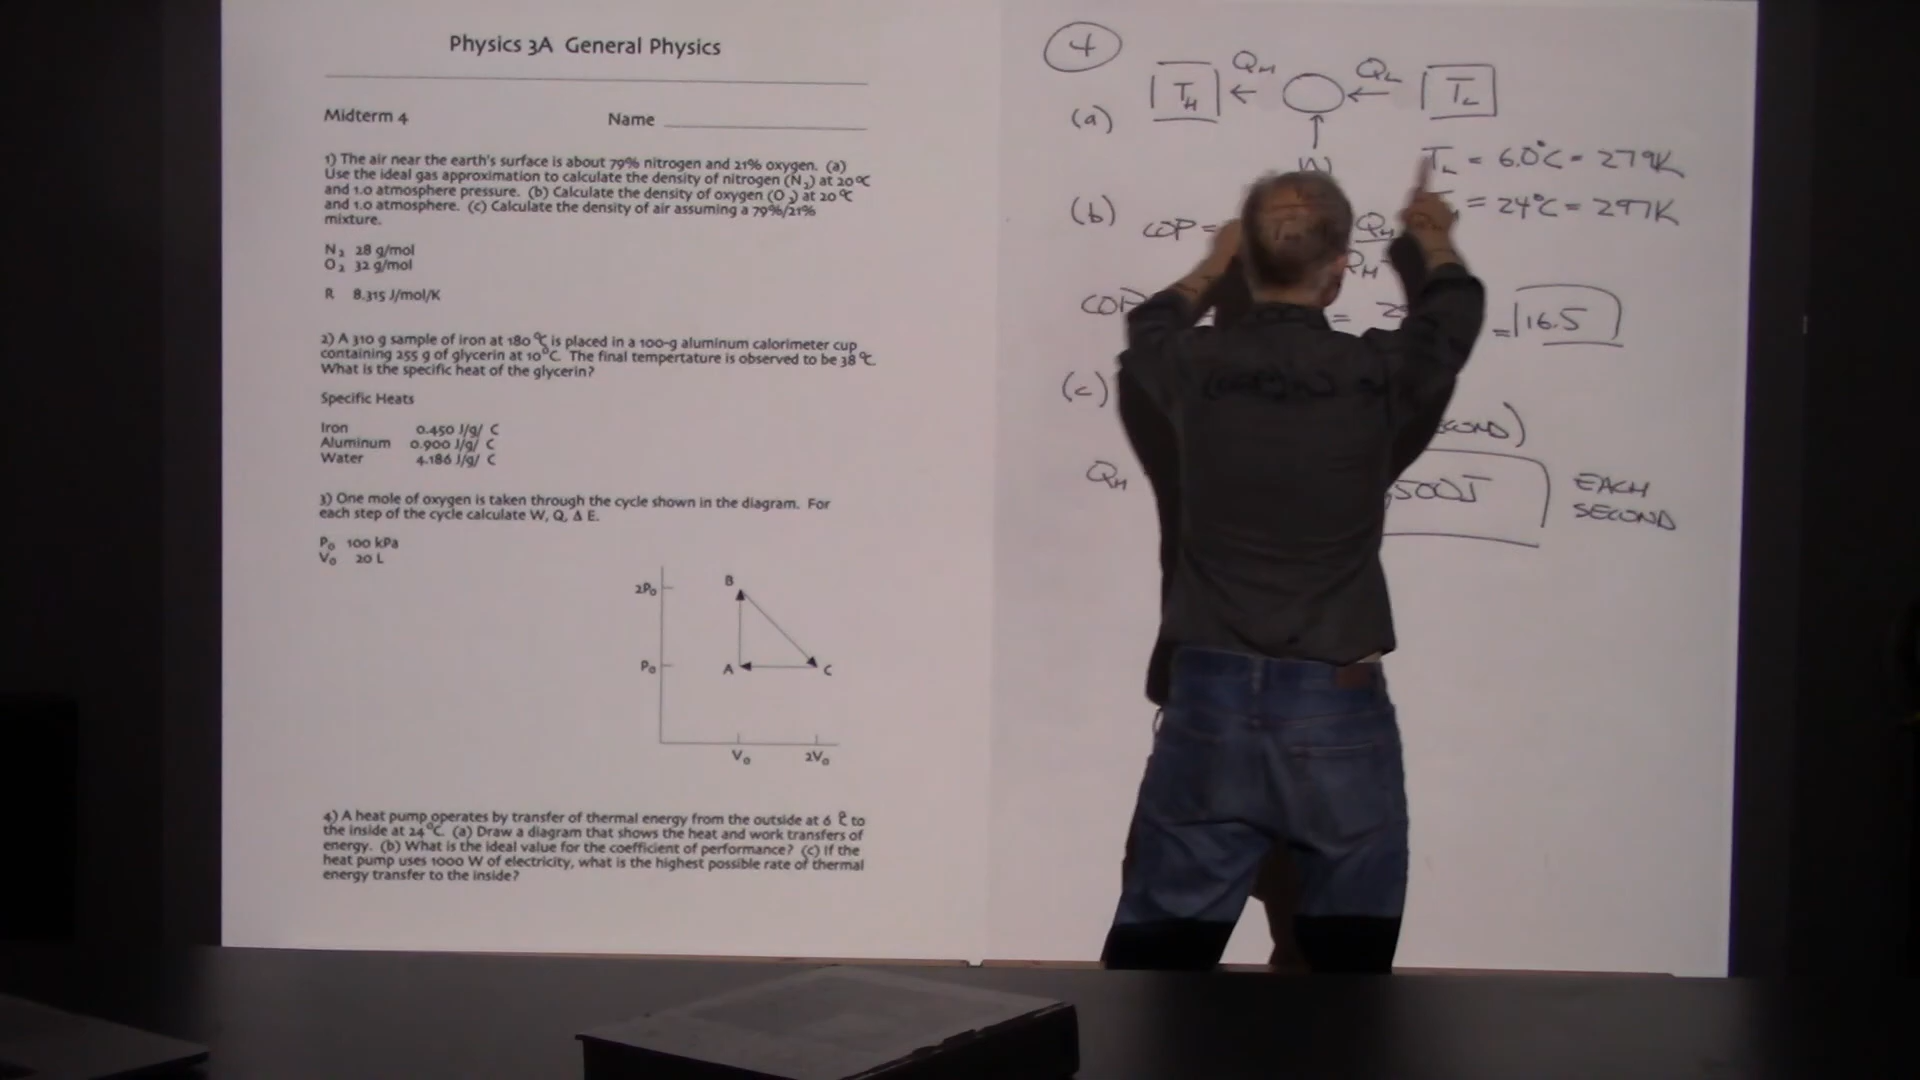 Physics 3A General Physics
Midterm 4
Name
1) The air near the earth's surface is about 79% nitrogen and 21% oxygen. (a)
Use the ideal gas approximation to calculate the density of nitrogen (N₂) at 20 °C
and 1.0 atmosphere pressure. (b) Calculate the density of oxygen (O₂) at 20 °C
and 1.0 atmosphere. (c) Calculate the density of air assuming a 79%/21%
mixture.
N₂ 28 g/mol
O₂ 32 g/mol
R 8.315 J/mol/K
2) A 310 g sample of iron at 180 °C is placed in a 100-g aluminum calorimeter cup
containing 255 g of glycerin at 10°C. The final tempertature is observed to be 38 °C.
What is the specific heat of the glycerin?
Specific Heats
Iron 0.450 J/g/ C
Aluminum 0.900 J/g/ C
Water 4.186 J/g/ C
3) One mole of oxygen is taken through the cycle shown in the diagram. For
each step of the cycle calculate W, Q, Δ E.
P₀ 100 kPa
V₀ 20 L
2P₀
B
P₀
A
C
V₀
2V₀
4) A heat pump operates by transfer of thermal energy from the outside at 6 °C to
the inside at 24 °C. (a) Draw a diagram that shows the heat and work transfers of
energy. (b) What is the ideal value for the coefficient of performance? (c) If the
heat pump uses 1000 W of electricity, what is the highest possible rate of thermal
energy transfer to the inside?
4
(a)
T_H ← Q_H
← Q_L T_L
↑
W
T_L = 6.0°C = 279K
= 24°C = 297K
(b) COP =
Q_H
COP
=
= 16.5
(c)
Q_H
500J
EACH
SECOND